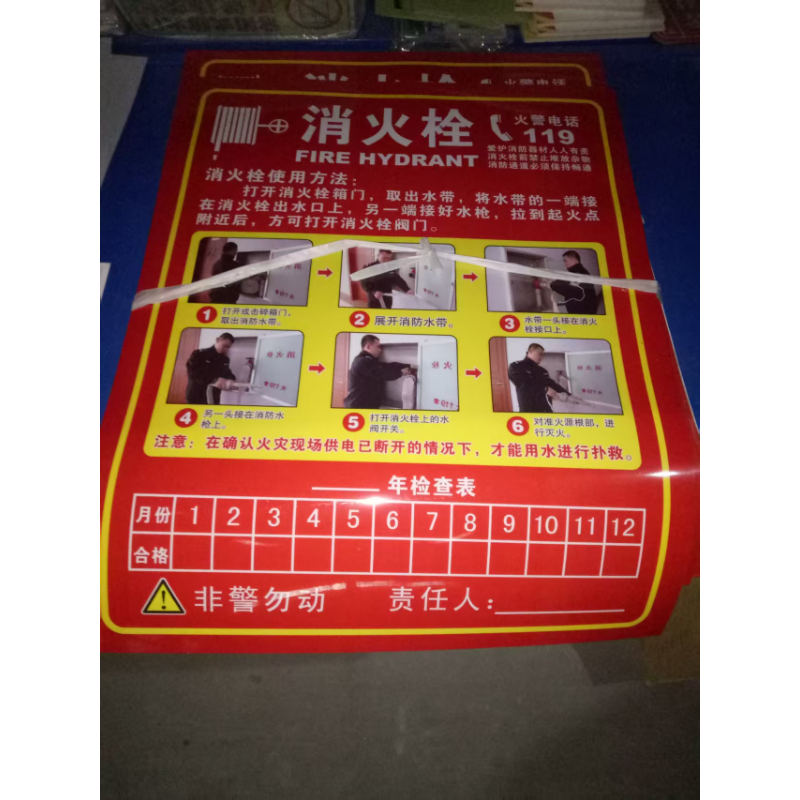 火警电话
消火栓
火警电话
119
FIRE HYDRANT
爱护消防器材人人有责
消火栓前禁止堆放杂物
消防通道必须保持畅通
消火栓使用方法：
打开消火栓箱门，取出水带，将水带的一端接
在消火栓出水口上，另一端接好水枪，拉到起火点
附近后，方可打开消火栓阀门。
1 打开或击碎箱门，
取出消防水带。
2 展开消防水带。
3 水带一头接在消火
栓接口上。
4 另一头接在消防水
枪上。
5 打开消火栓上的水
阀开关。
6 对准火源根部，进
行灭火。
注意：在确认火灾现场供电已断开的情况下，才能用水进行扑救。
年检查表
月份 1 2 3 4 5 6 7 8 9 10 11 12
合格
非警勿动 责任人：